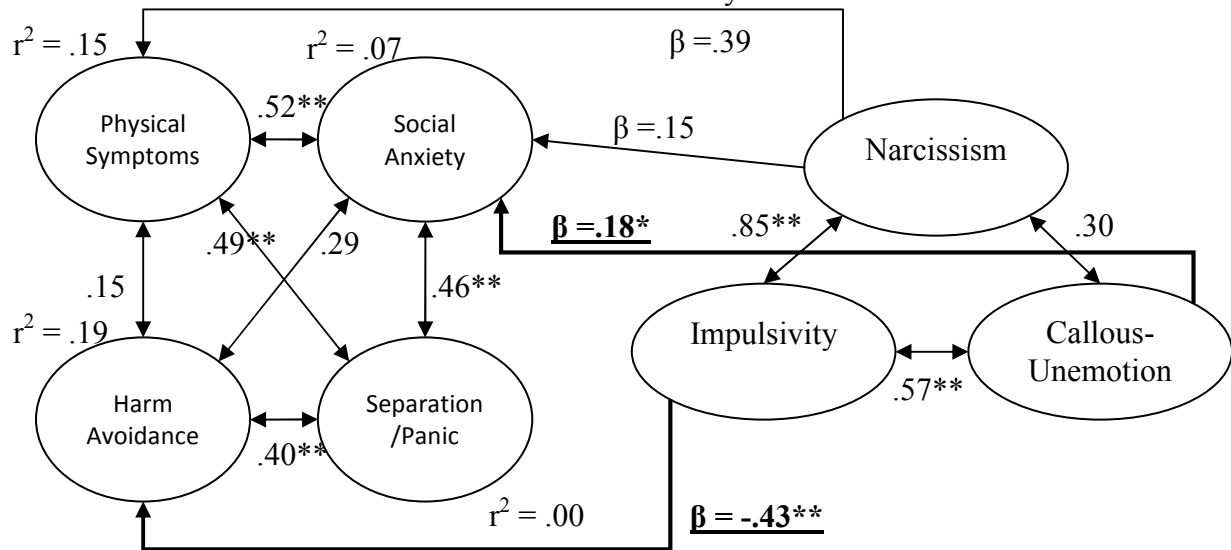 r² = .15
r² = .07
β =.39
Physical
Symptoms
.52**
Social
Anxiety
β =.15
Narcissism
.49**
.29
β =.18*
.85**
.30
.15
.46**
r² = .19
Impulsivity
Callous-
Unemotion
.57**
Harm
Avoidance
.40**
Separation
/Panic
r² = .00
β = -.43**